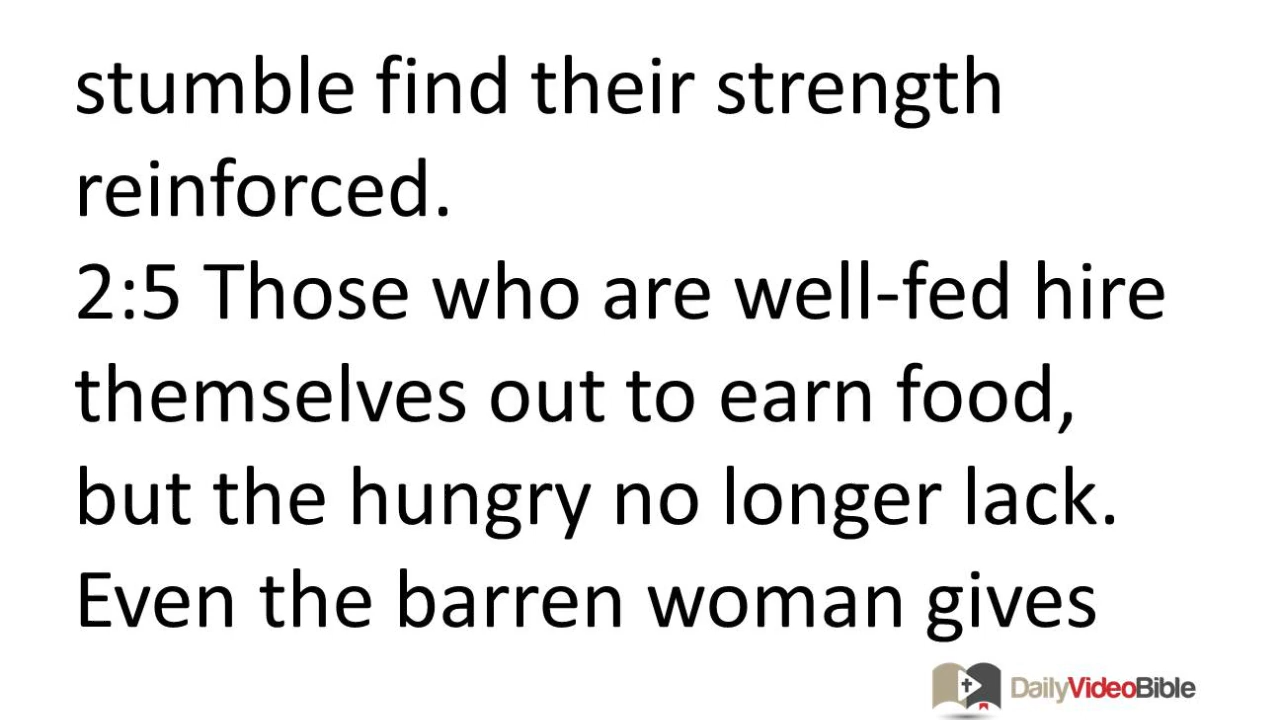 stumble find their strength
reinforced.
2:5 Those who are well-fed hire
themselves out to earn food,
but the hungry no longer lack.
Even the barren woman gives
DailyVideoBible